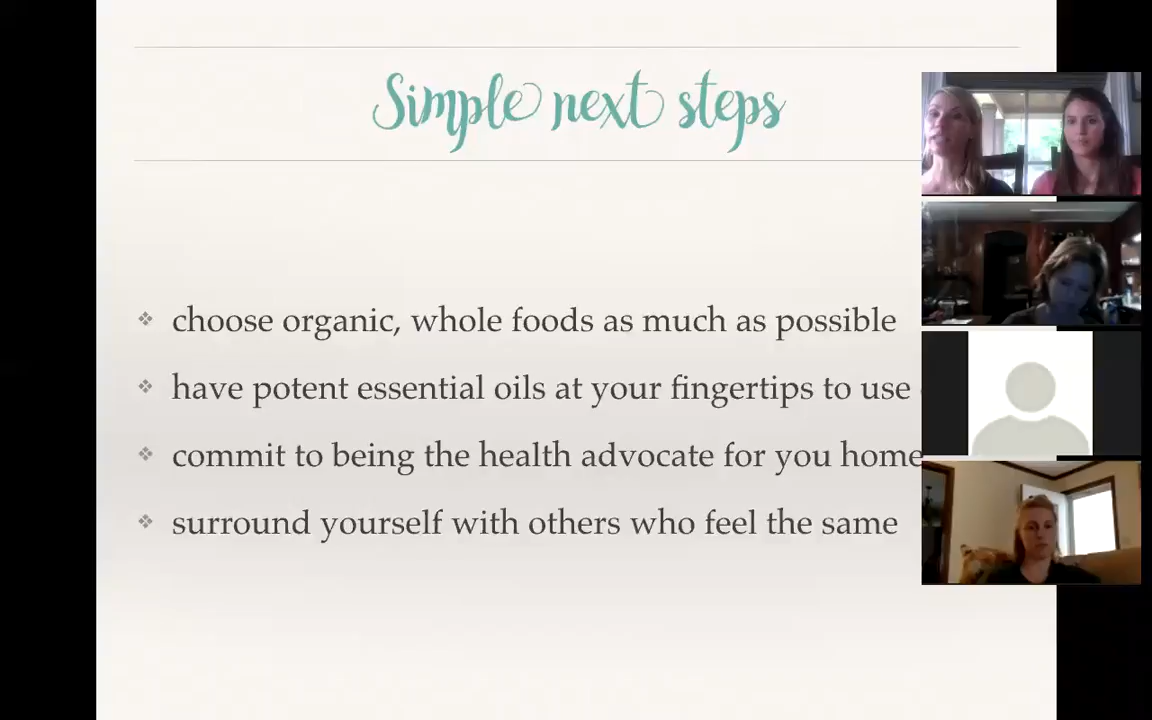 Simple next steps
choose organic, whole foods as much as possible
have potent essential oils at your fingertips to use
commit to being the health advocate for you home
surround yourself with others who feel the same